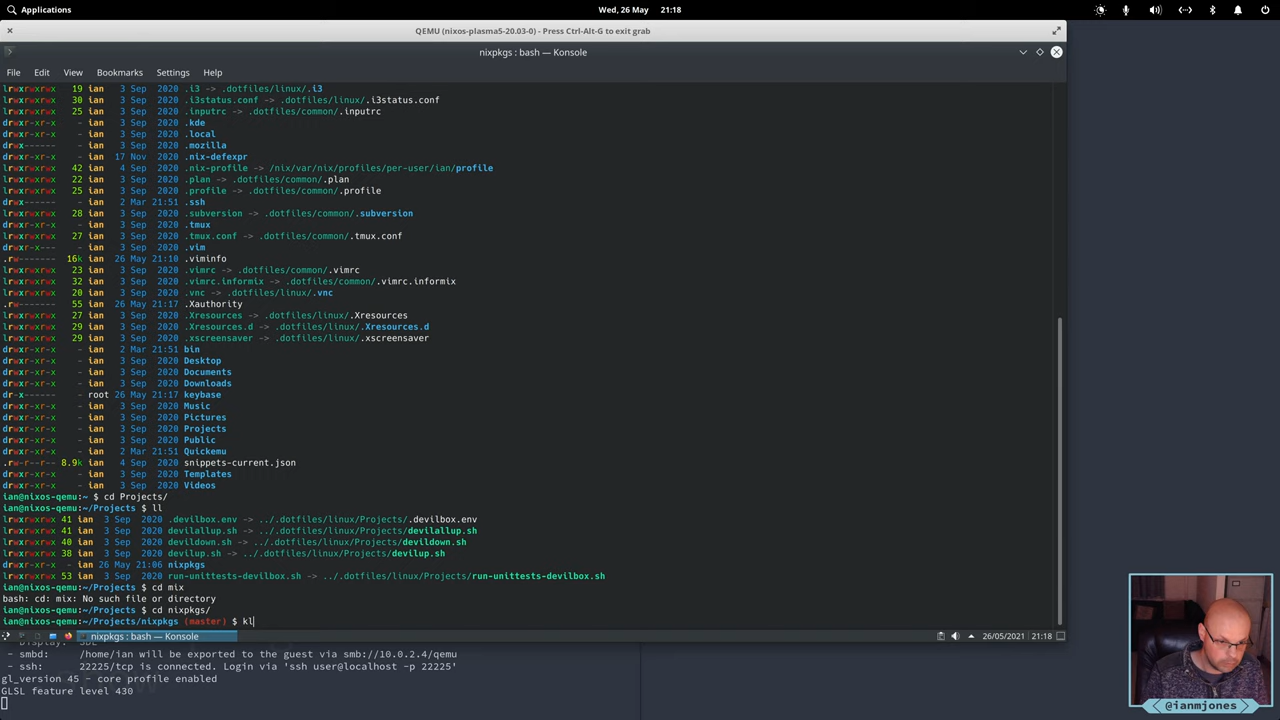 Applications
Wed, 26 May 21:18
QEMU (nixos-plasma5-20.03-0) - Press Ctrl-Alt-G to exit grab
nixpkgs : bash — Konsole
File Edit View Bookmarks Settings Help
lrwxrwxrwx 19 ian 3 Sep 2020 .i3 -> .dotfiles/linux/.i3
lrwxrwxrwx 30 ian 3 Sep 2020 .i3status.conf -> .dotfiles/linux/.i3status.conf
lrwxrwxrwx 25 ian 3 Sep 2020 .inputrc -> .dotfiles/common/.inputrc
drwxr-xr-x - ian 3 Sep 2020 .kde
drwxr-xr-x - ian 3 Sep 2020 .local
drwx------ - ian 3 Sep 2020 .mozilla
drwxr-xr-x - ian 17 Nov 2020 .nix-defexpr
lrwxrwxrwx 42 ian 4 Sep 2020 .nix-profile -> /nix/var/nix/profiles/per-user/ian/profile
lrwxrwxrwx 22 ian 3 Sep 2020 .plan -> .dotfiles/common/.plan
lrwxrwxrwx 25 ian 3 Sep 2020 .profile -> .dotfiles/common/.profile
drwx------ - ian 2 Mar 21:51 .ssh
lrwxrwxrwx 28 ian 3 Sep 2020 .subversion -> .dotfiles/common/.subversion
drwxr-xr-x - ian 3 Sep 2020 .tmux
lrwxrwxrwx 27 ian 3 Sep 2020 .tmux.conf -> .dotfiles/common/.tmux.conf
drwxr-x--- - ian 3 Sep 2020 .vim
.rw------- 16k ian 26 May 21:10 .viminfo
lrwxrwxrwx 23 ian 3 Sep 2020 .vimrc -> .dotfiles/common/.vimrc
lrwxrwxrwx 32 ian 3 Sep 2020 .vimrc.informix -> .dotfiles/common/.vimrc.informix
lrwxrwxrwx 20 ian 3 Sep 2020 .vnc -> .dotfiles/linux/.vnc
.rw------- 55 ian 26 May 21:17 .Xauthority
lrwxrwxrwx 27 ian 3 Sep 2020 .Xresources -> .dotfiles/linux/.Xresources
lrwxrwxrwx 29 ian 3 Sep 2020 .Xresources.d -> .dotfiles/linux/.Xresources.d
lrwxrwxrwx 29 ian 3 Sep 2020 .xscreensaver -> .dotfiles/linux/.xscreensaver
drwxr-xr-x - ian 2 Mar 21:51 bin
drwxr-xr-x - ian 3 Sep 2020 Desktop
drwxr-xr-x - ian 3 Sep 2020 Documents
drwxr-xr-x - ian 3 Sep 2020 Downloads
dr-x------ - root 26 May 21:17 keybase
drwxr-xr-x - ian 3 Sep 2020 Music
drwxr-xr-x - ian 3 Sep 2020 Pictures
drwxr-xr-x - ian 3 Sep 2020 Projects
drwxr-xr-x - ian 3 Sep 2020 Public
drwxr-xr-x - ian 2 Mar 21:51 Quickemu
.rw-r--r-- 8.9k ian 4 Sep 2020 snippets-current.json
drwxr-xr-x - ian 3 Sep 2020 Templates
drwxr-xr-x - ian 3 Sep 2020 Videos
ian@nixos-qemu:~ $ cd Projects/
ian@nixos-qemu:~/Projects $ ll
lrwxrwxrwx 41 ian 3 Sep 2020 .devilbox.env -> ../.dotfiles/linux/Projects/.devilbox.env
lrwxrwxrwx 41 ian 3 Sep 2020 devilallup.sh -> ../.dotfiles/linux/Projects/devilallup.sh
lrwxrwxrwx 40 ian 3 Sep 2020 devildown.sh -> ../.dotfiles/linux/Projects/devildown.sh
lrwxrwxrwx 38 ian 3 Sep 2020 devilup.sh -> ../.dotfiles/linux/Projects/devilup.sh
drwxr-xr-x - ian 26 May 21:06 nixpkgs
lrwxrwxrwx 53 ian 3 Sep 2020 run-unittests-devilbox.sh -> ../.dotfiles/linux/Projects/run-unittests-devilbox.sh
ian@nixos-qemu:~/Projects $ cd mix
bash: cd: mix: No such file or directory
ian@nixos-qemu:~/Projects $ cd nixpkgs/
ian@nixos-qemu:~/Projects/nixpkgs (master) $ kl
nixpkgs : bash — Konsole
26/05/2021 21:18
- smbd: /home/ian will be exported to the guest via smb://10.0.2.4/qemu
- ssh: 22225/tcp is connected. Login via 'ssh user@localhost -p 22225'
gl_version 45 - core profile enabled
GLSL feature level 430
@ianmjones